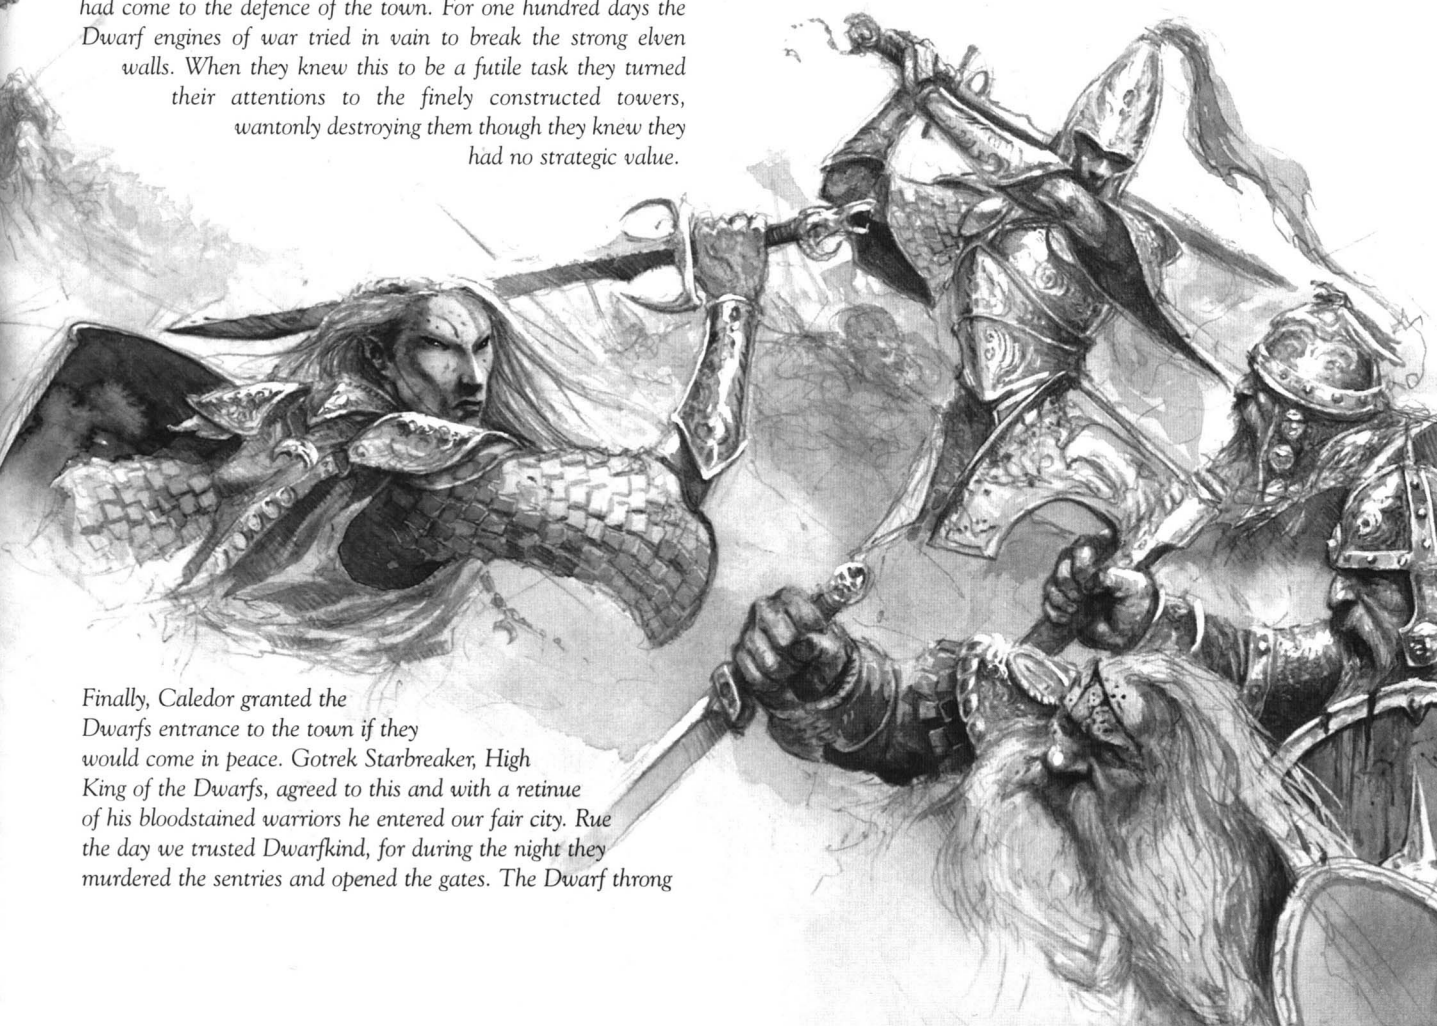 had come to the defence of the town. For one hundred days the
Dwarf engines of war tried in vain to break the strong elven
walls. When they knew this to be a futile task they turned
their attentions to the finely constructed towers,
wantonly destroying them though they knew they
had no strategic value.
Finally, Caledor granted the
Dwarfs entrance to the town if they
would come in peace. Gotrek Starbreaker, High
King of the Dwarfs, agreed to this and with a retinue
of his bloodstained warriors he entered our fair city. Rue
the day we trusted Dwarfkind, for during the night they
murdered the sentries and opened the gates. The Dwarf throng